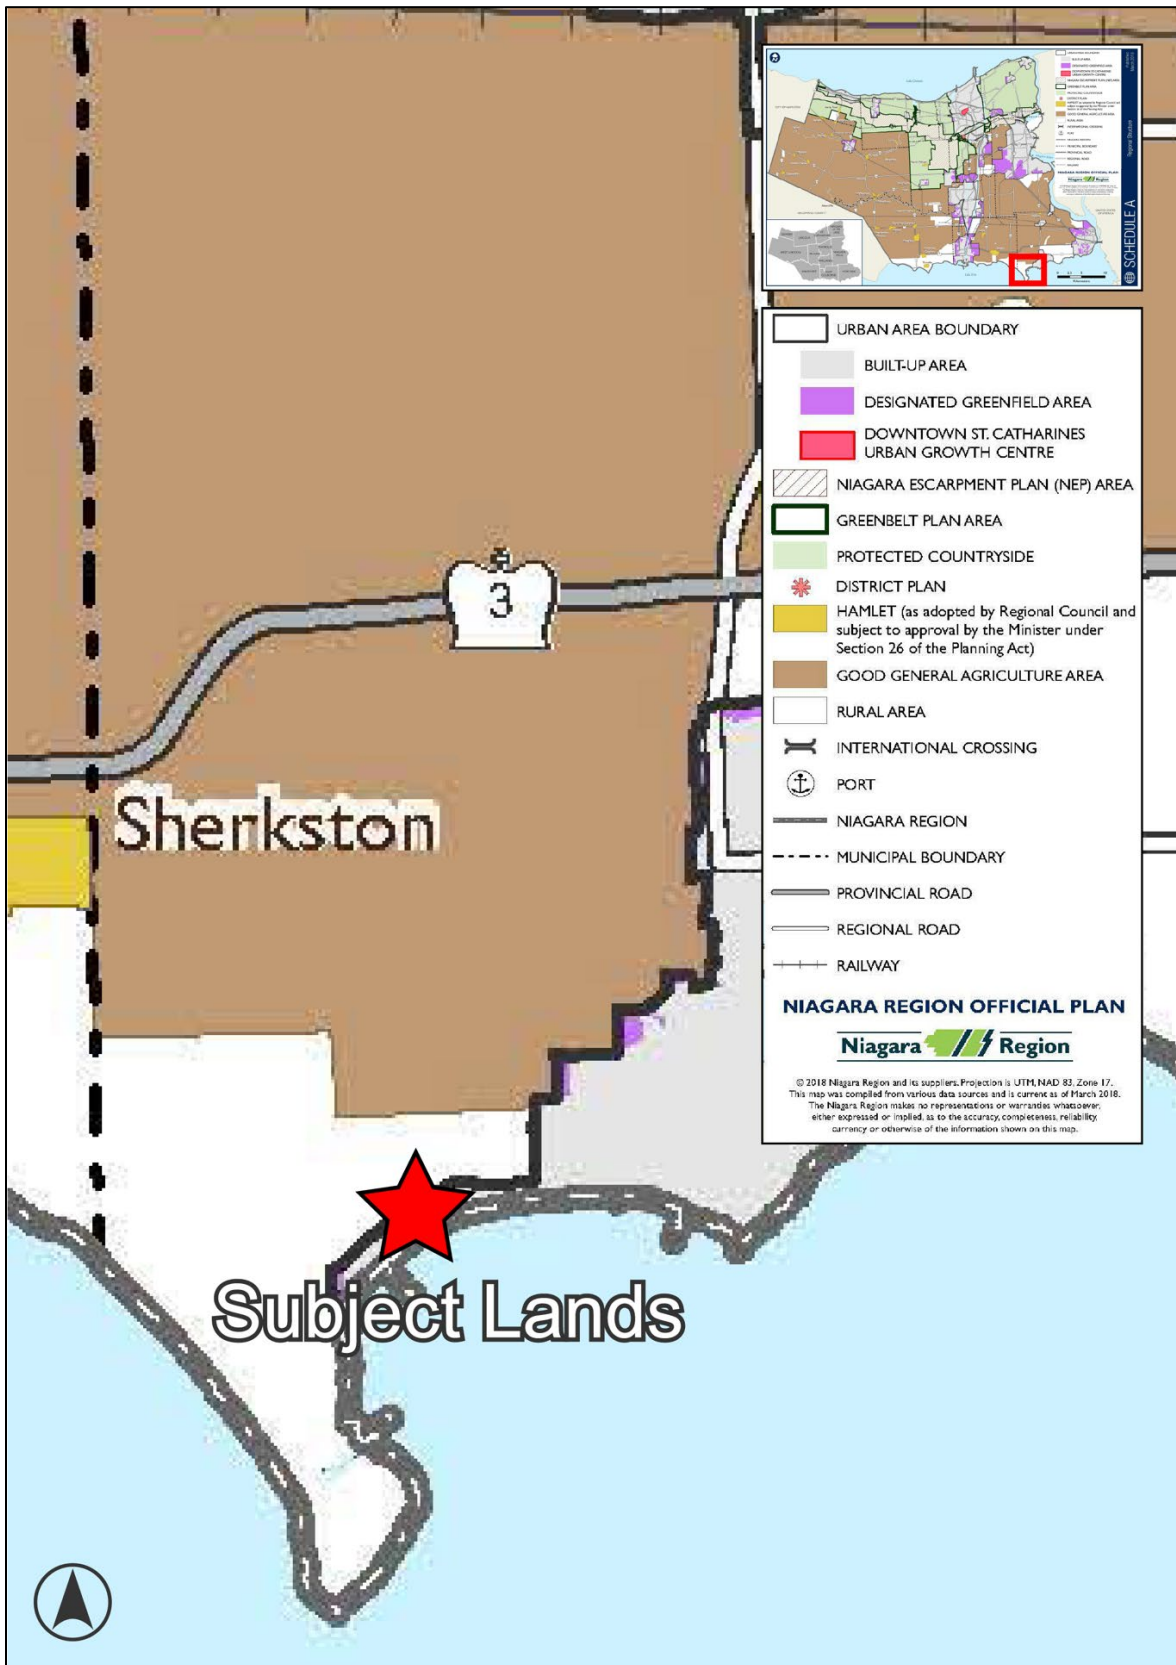 3
Sherkston
Subject Lands
SCHEDULE A
Regional Structure
URBAN AREA BOUNDARY
BUILT-UP AREA
DESIGNATED GREENFIELD AREA
DOWNTOWN ST. CATHARINES
URBAN GROWTH CENTRE
NIAGARA ESCARPMENT PLAN (NEP) AREA
GREENBELT PLAN AREA
PROTECTED COUNTRYSIDE
DISTRICT PLAN
HAMLET (as adopted by Regional Council and
subject to approval by the Minister under
Section 26 of the Planning Act)
GOOD GENERAL AGRICULTURE AREA
RURAL AREA
INTERNATIONAL CROSSING
PORT
NIAGARA REGION
MUNICIPAL BOUNDARY
PROVINCIAL ROAD
REGIONAL ROAD
RAILWAY
NIAGARA REGION OFFICIAL PLAN
Niagara Region
© 2018 Niagara Region and its suppliers. Projection is UTM, NAD 83, Zone 17.
This map was compiled from various data sources and is current as of March 2018.
The Niagara Region makes no representations or warranties whatsoever,
either expressed or implied, as to the accuracy, completeness, reliability,
currency or otherwise of the information shown on this map.